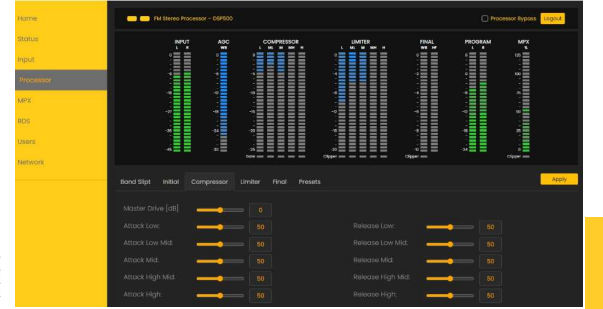 Home
Status
Input
Processor
MPX
RDS
Users
Network
FM Stereo Processor - DSP500
Processor Bypass
Logout
INPUT AGC COMPRESSOR LIMITER FINAL PROGRAM MPX
L R WB L ML M MH H L ML M MH H WB HF L R %
Gate Clipper Clipper Clipper
Band Slipt Initial Compressor Limiter Final Presets
Apply
Master Drive [dB] 0
Attack Low: 50 Release Low: 50
Attack Low Mid: 50 Release Low Mid: 50
Attack Mid: 50 Release Mid: 50
Attack High Mid: 50 Release High Mid: 50
Attack High: 50 Release High: 50